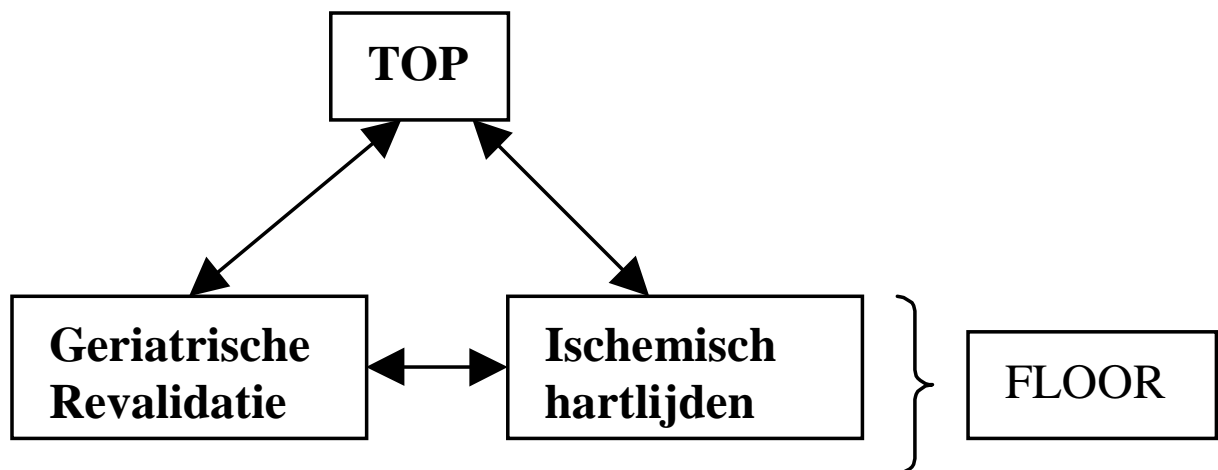 TOP
Geriatrische
Revalidatie
Ischemisch
hartlijden
FLOOR